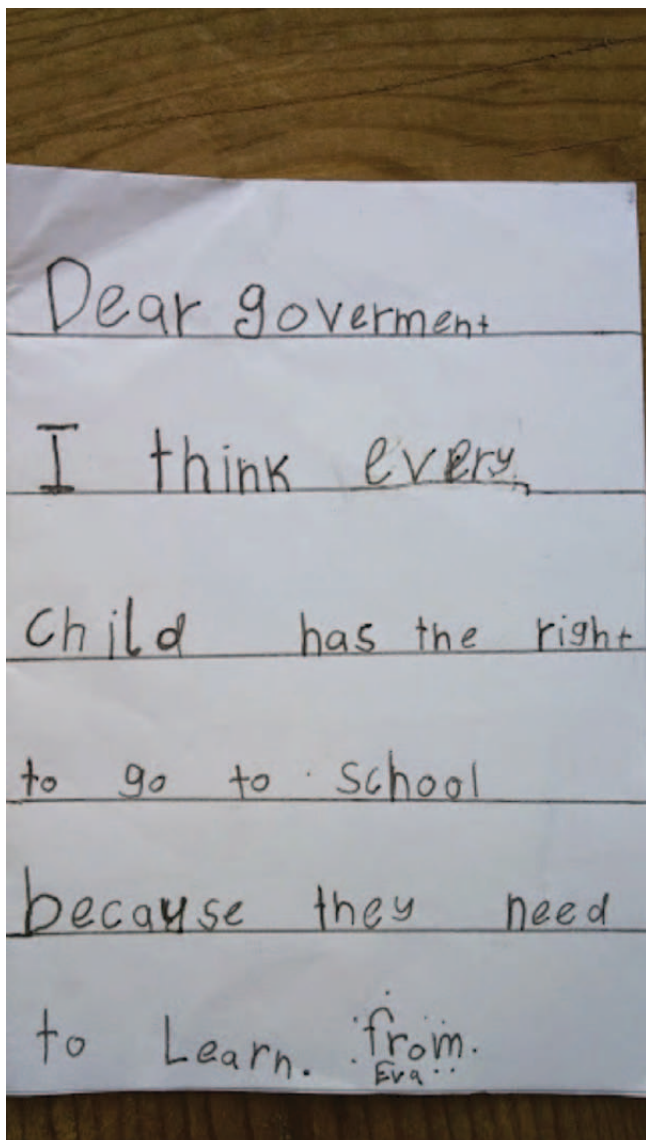 Dear goverment
I think every
Child has the right
to go to school
because they need
to Learn. from.
Eva